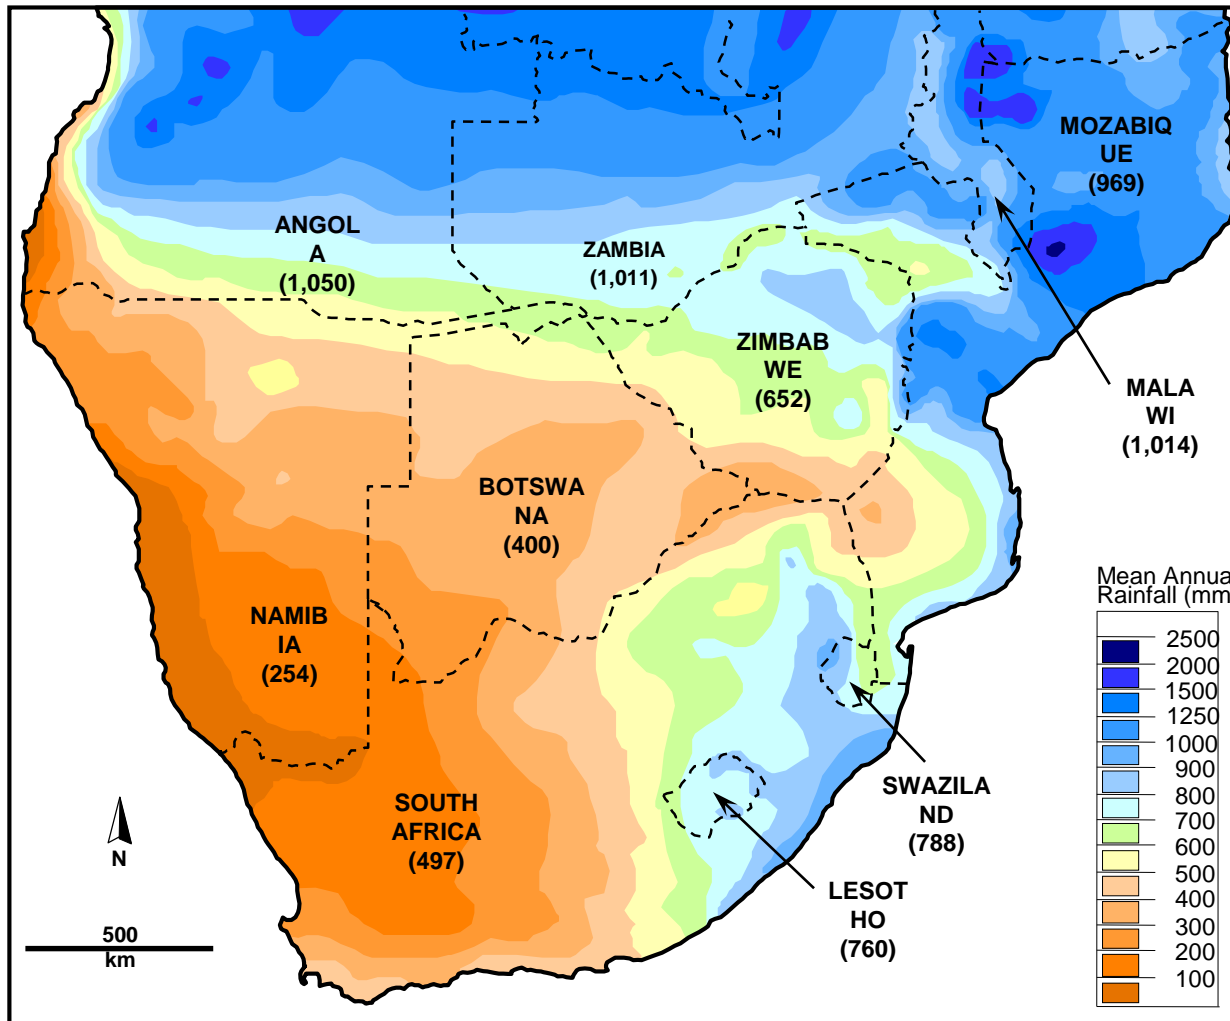 MOZABIQ
UE
(969)
ANGOL
A
(1,050)
ZAMBIA
(1,011)
ZIMBAB
WE
(652)
MALA
WI
(1,014)
BOTSWA
NA
(400)
NAMIB
IA
(254)
SOUTH
AFRICA
(497)
SWAZILA
ND
(788)
LESOT
HO
(760)
N
500
km
Mean Annua
Rainfall (mm
2500
2000
1500
1250
1000
900
800
700
600
500
400
300
200
100